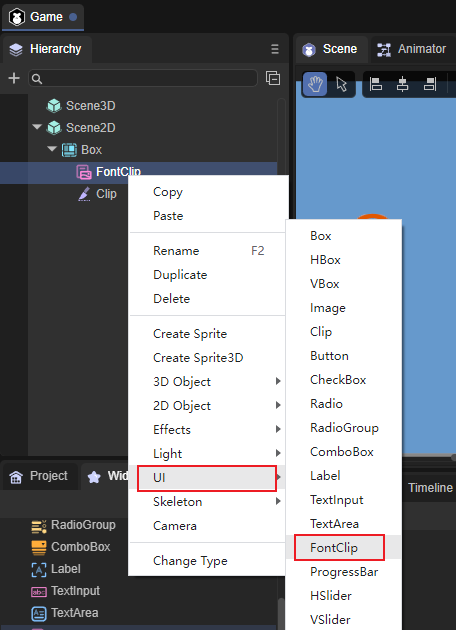 Game
Hierarchy
Scene
Animator
Scene3D
Scene2D
Box
FontClip
Clip
Copy
Paste
Rename F2
Duplicate
Delete
Create Sprite
Create Sprite3D
3D Object
2D Object
Effects
Light
UI
Skeleton
Camera
Change Type
Box
HBox
VBox
Image
Clip
Button
CheckBox
Radio
RadioGroup
ComboBox
Label
TextInput
TextArea
FontClip
ProgressBar
HSlider
VSlider
Project
Wid
Timeline
RadioGroup
ComboBox
Label
TextInput
TextArea